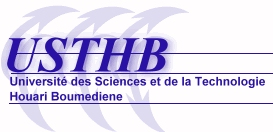 USTHB
Université des Sciences et de la Technologie
Houari Boumediene